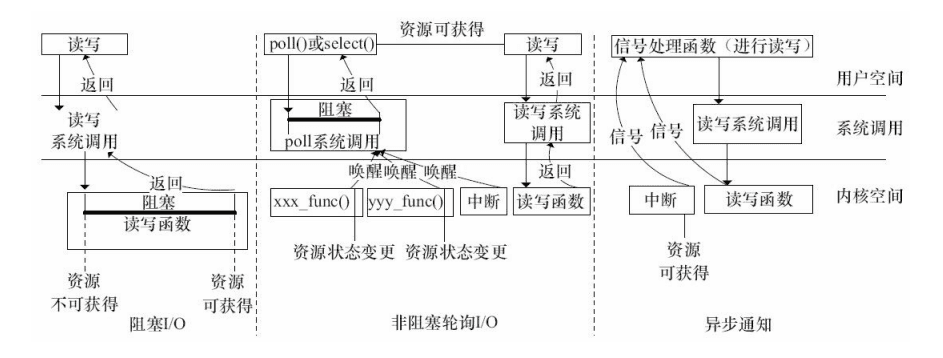 读写
返回
读写
系统调用
返回
阻塞
读写函数
资源
不可获得
资源
可获得
阻塞I/O
poll()或select()
资源可获得
读写
返回
返回
阻塞
poll系统调用
读写系统
调用
唤醒唤醒 唤醒
返回
xxx_func()
yyy_func()
中断
读写函数
资源状态变更
资源状态变更
非阻塞轮询I/O
信号处理函数（进行读写）
用户空间
信号
信号
读写系统调用
系统调用
中断
读写函数
内核空间
资源
可获得
异步通知